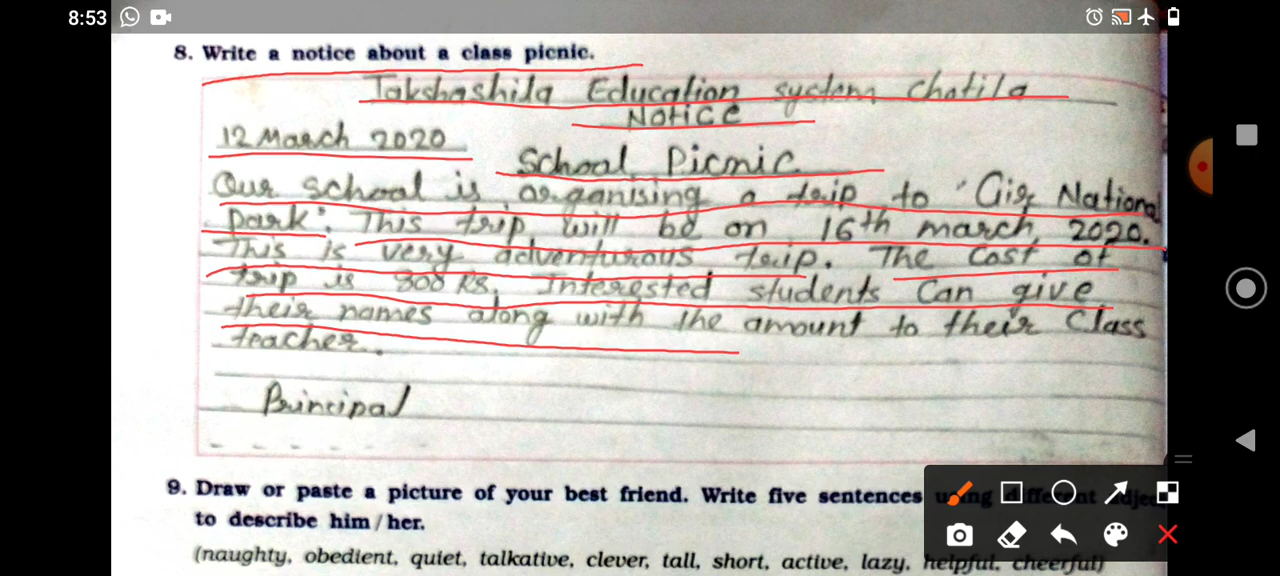 8:53
8. Write a notice about a class picnic.
Takshashila Education system Chotila
NOTICE
12 March 2020
School Picnic
Our school is organising a trip to 'Gir National
park'. This trip will be on 16th march, 2020.
This is very adventurous trip. The cost of
trip is 300 Rs. Interested students can give
their names along with the amount to their Class
teacher.
Principal
9. Draw or paste a picture of your best friend. Write five sentences using different adjec
to describe him/her.
(naughty, obedient, quiet, talkative, clever, tall, short, active, lazy, helpful, cheerful)